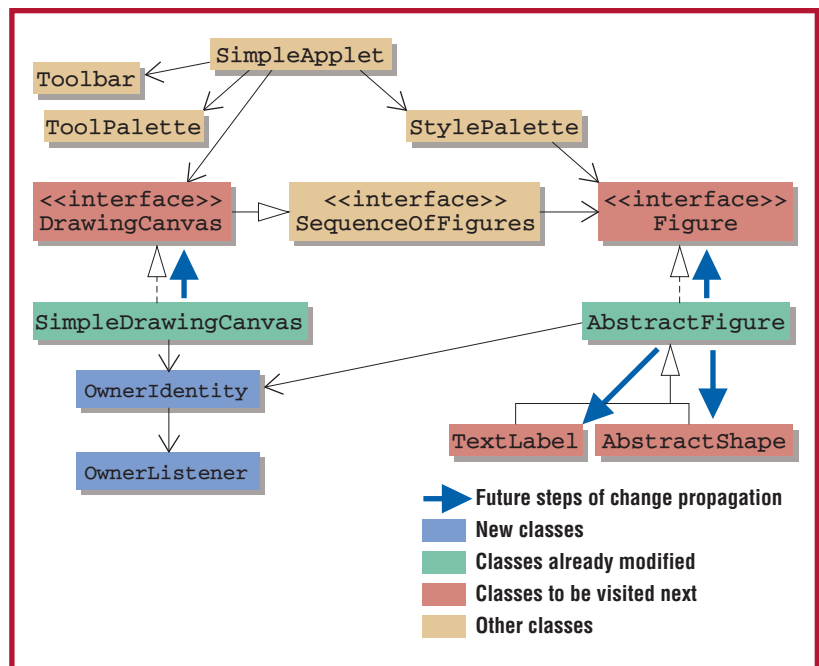 SimpleApplet
Toolbar
ToolPalette
StylePalette
<<interface>>
DrawingCanvas
<<interface>>
SequenceOfFigures
<<interface>>
Figure
SimpleDrawingCanvas
AbstractFigure
OwnerIdentity
TextLabel
AbstractShape
OwnerListener
Future steps of change propagation
New classes
Classes already modified
Classes to be visited next
Other classes